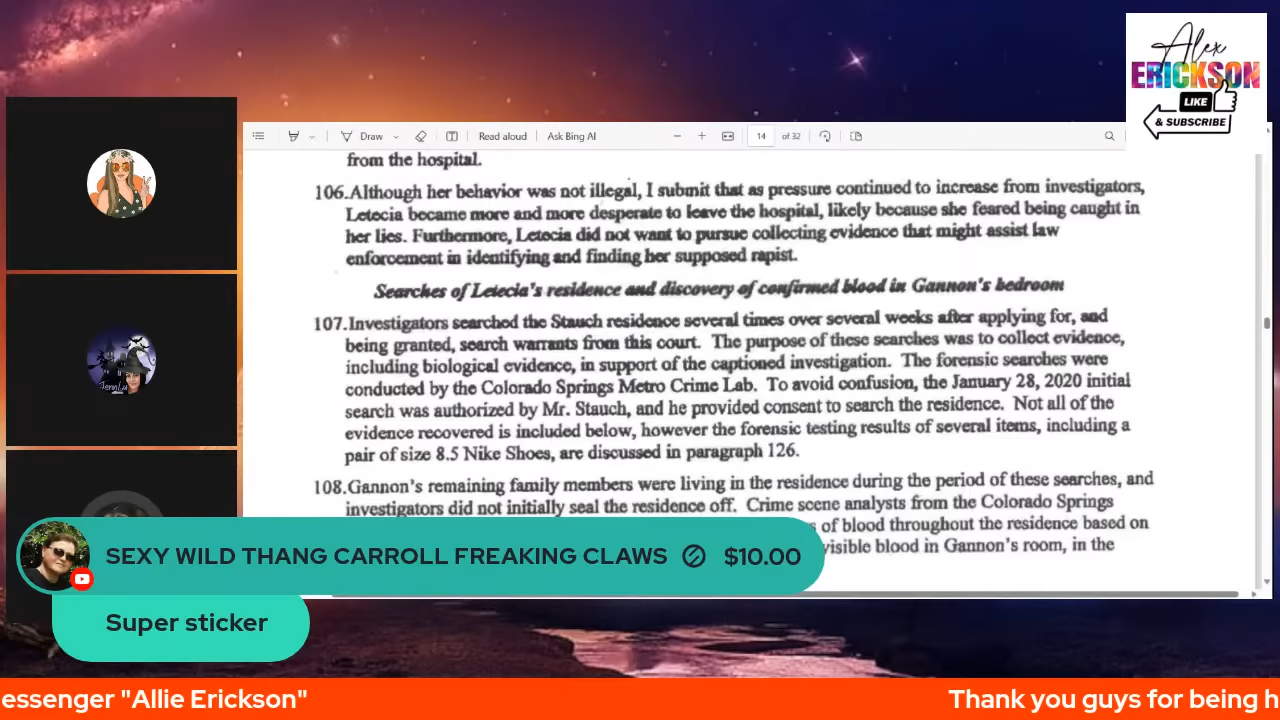 Alex
ERICKSON
LIKE
& SUBSCRIBE
Draw
Read aloud
Ask Bing AI
14
of 32
from the hospital.
106.Although her behavior was not illegal, I submit that as pressure continued to increase from investigators,
Letecia became more and more desperate to leave the hospital, likely because she feared being caught in
her lies. Furthermore, Letecia did not want to pursue collecting evidence that might assist law
enforcement in identifying and finding her supposed rapist.
Searches of Letecia's residence and discovery of confirmed blood in Gannon's bedroom
107.Investigators searched the Stauch residence several times over several weeks after applying for, and
being granted, search warrants from this court. The purpose of these searches was to collect evidence,
including biological evidence, in support of the captioned investigation. The forensic searches were
conducted by the Colorado Springs Metro Crime Lab. To avoid confusion, the January 28, 2020 initial
search was authorized by Mr. Stauch, and he provided consent to search the residence. Not all of the
evidence recovered is included below, however the forensic testing results of several items, including a
pair of size 8.5 Nike Shoes, are discussed in paragraph 126.
108.Gannon's remaining family members were living in the residence during the period of these searches, and
investigators did not initially seal the residence off. Crime scene analysts from the Colorado Springs
of blood throughout the residence based on
visible blood in Gannon's room, in the
SEXY WILD THANG CARROLL FREAKING CLAWS $10.00
Super sticker
essenger "Allie Erickson"
Thank you guys for being h